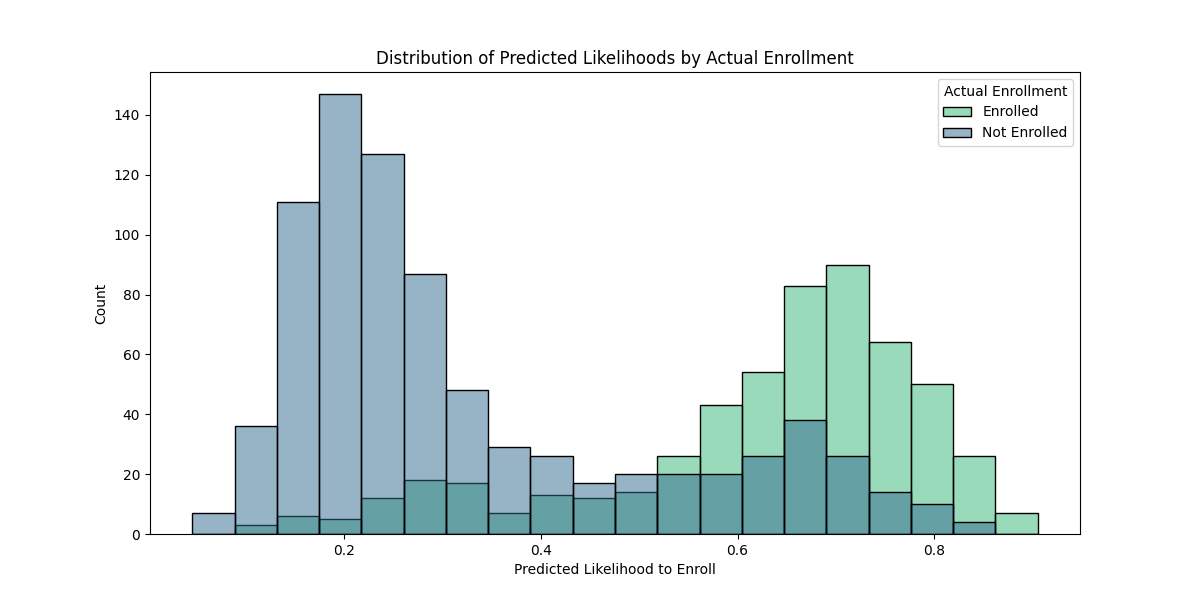 Distribution of Predicted Likelihoods by Actual Enrollment
Actual Enrollment
Enrolled
Not Enrolled
140
120
100
80
60
40
20
0
Count
0.2 0.4 0.6 0.8
Predicted Likelihood to Enroll